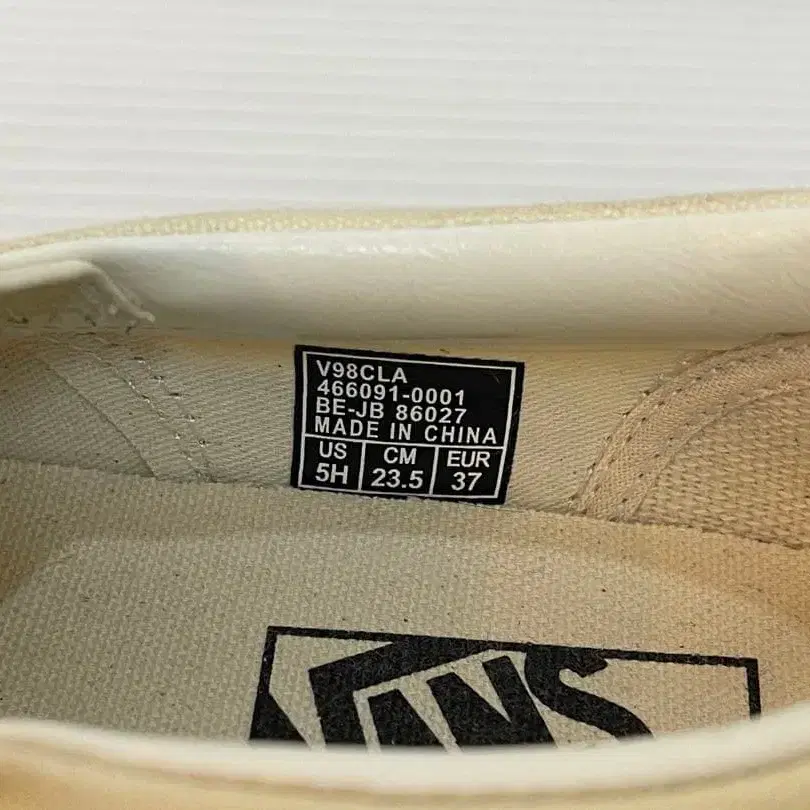 V98CLA
466091-0001
BE-JB 86027
MADE IN CHINA
US CM EUR
5H 23.5 37
VANS